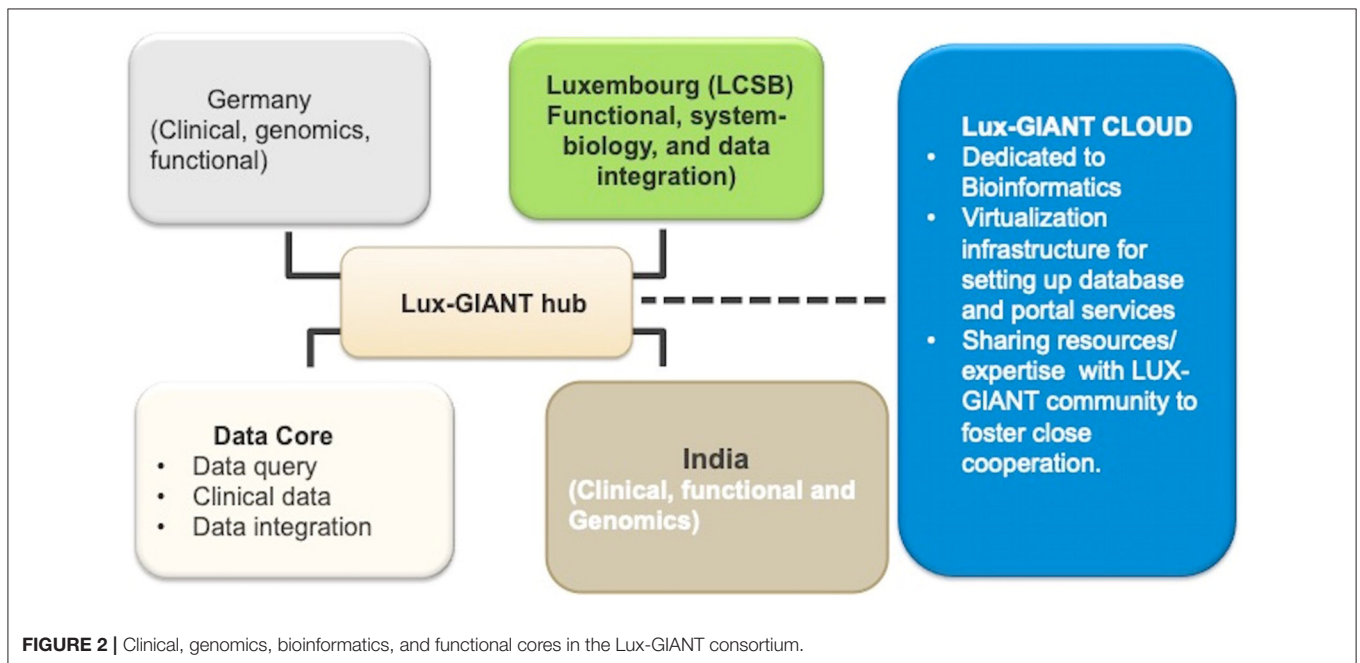 Germany
(Clinical, genomics,
functional)
Luxembourg (LCSB)
Functional, system-
biology, and data
integration)
Lux-GIANT hub
Data Core
• Data query
• Clinical data
• Data integration
India
(Clinical, functional and
Genomics)
Lux-GIANT CLOUD
• Dedicated to
Bioinformatics
• Virtualization
infrastructure for
setting up database
and portal services
• Sharing resources/
expertise with LUX-
GIANT community to
foster close
cooperation.
FIGURE 2 | Clinical, genomics, bioinformatics, and functional cores in the Lux-GIANT consortium.